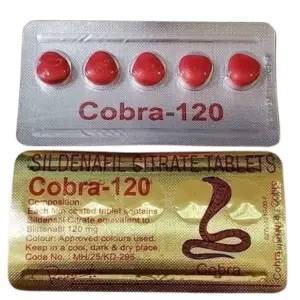 Cobra-120
SILDENAFIL CITRATE TABLETS
Cobra-120
Composition:
Each film coated tablet contains
Sildenafil Citrate equivalent to
Sildenafil 120 mg
Colour: Approved colours used.
Keep in a cool, dark & dry place
Code No.: MH/25/KD-295
Cobra